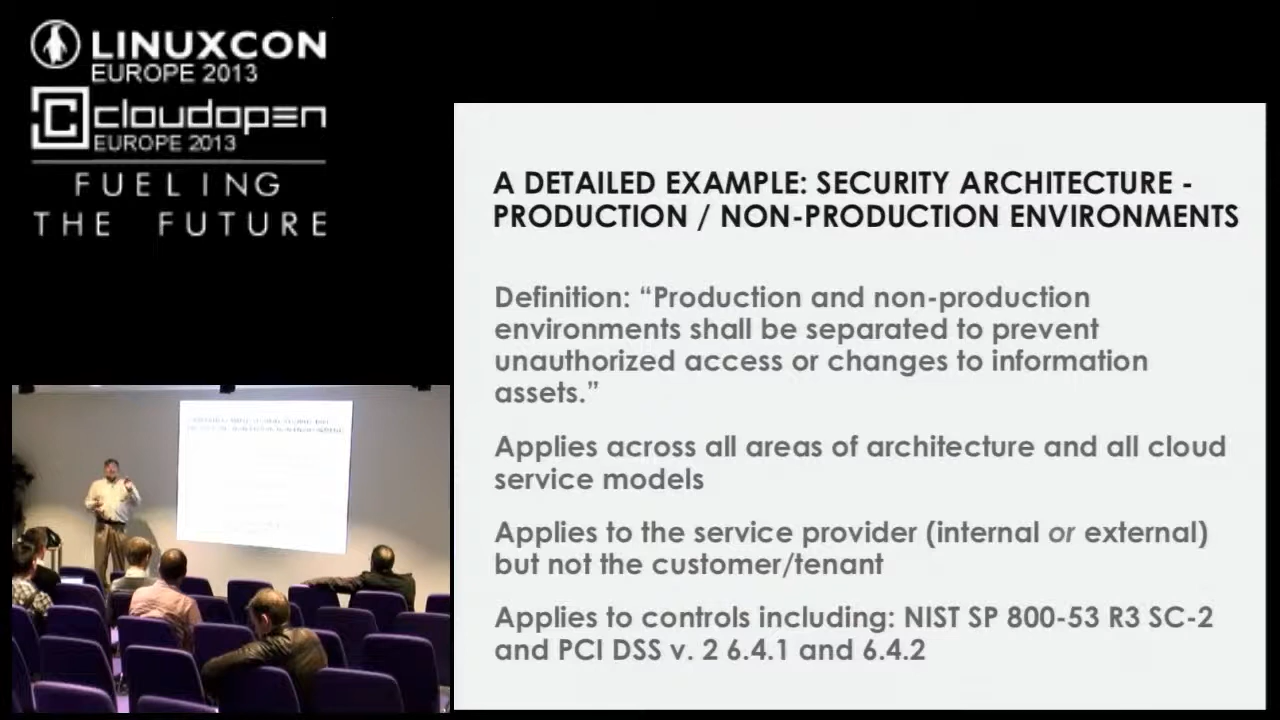 LINUXCON
EUROPE 2013
cloudopen
EUROPE 2013
FUELING
THE FUTURE
A DETAILED EXAMPLE: SECURITY ARCHITECTURE -
PRODUCTION / NON-PRODUCTION ENVIRONMENTS
Definition: “Production and non-production
environments shall be separated to prevent
unauthorized access or changes to information
assets.”
Applies across all areas of architecture and all cloud
service models
Applies to the service provider (internal or external)
but not the customer/tenant
Applies to controls including: NIST SP 800-53 R3 SC-2
and PCI DSS v. 2 6.4.1 and 6.4.2